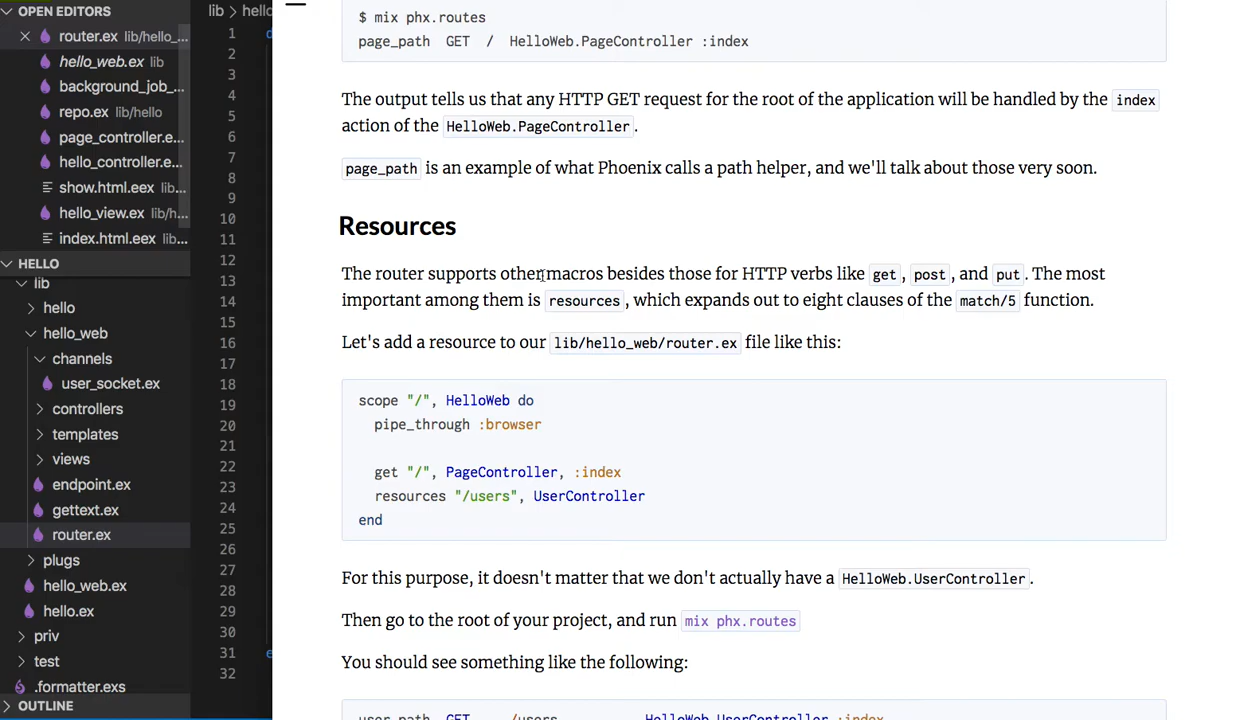 OPEN EDITORS
router.ex lib/hello_...
hello_web.ex lib
background_job_...
repo.ex lib/hello
page_controller.e...
hello_controller.e...
show.html.eex lib...
hello_view.ex lib/h...
index.html.eex lib...
HELLO
lib
hello
hello_web
channels
user_socket.ex
controllers
templates
views
endpoint.ex
gettext.ex
router.ex
plugs
hello_web.ex
hello.ex
priv
test
.formatter.exs
OUTLINE
lib > hello
1
2
3
4
5
6
7
8
9
10
11
12
13
14
15
16
17
18
19
20
21
22
23
24
25
26
27
28
29
30
31
32
$ mix phx.routes
page_path GET / HelloWeb.PageController :index
The output tells us that any HTTP GET request for the root of the application will be handled by the index
action of the HelloWeb.PageController.
page_path is an example of what Phoenix calls a path helper, and we'll talk about those very soon.
Resources
The router supports other macros besides those for HTTP verbs like get, post, and put. The most
important among them is resources, which expands out to eight clauses of the match/5 function.
Let's add a resource to our lib/hello_web/router.ex file like this:
scope "/", HelloWeb do
pipe_through :browser
get "/", PageController, :index
resources "/users", UserController
end
For this purpose, it doesn't matter that we don't actually have a HelloWeb.UserController.
Then go to the root of your project, and run mix phx.routes
You should see something like the following:
user_path GET /users HelloWeb.UserController :index